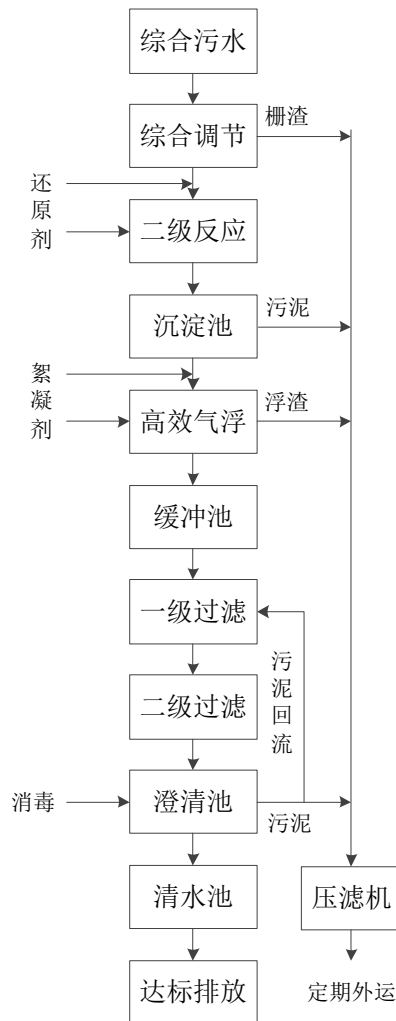 综合污水
综合调节
栅渣
还原剂
二级反应
沉淀池
污泥
絮凝剂
高效气浮
浮渣
缓冲池
一级过滤
污泥回流
二级过滤
消毒
澄清池
污泥
清水池
压滤机
达标排放
定期外运